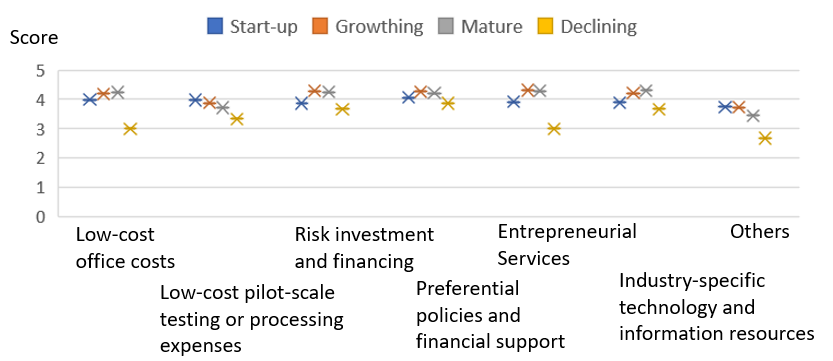 Start-up Growthing Mature Declining
Score
5
4
3
2
1
0
Low-cost
office costs
Low-cost pilot-scale
testing or processing
expenses
Risk investment
and financing
Preferential
policies and
financial support
Entrepreneurial
Services
Industry-specific
technology and
information resources
Others